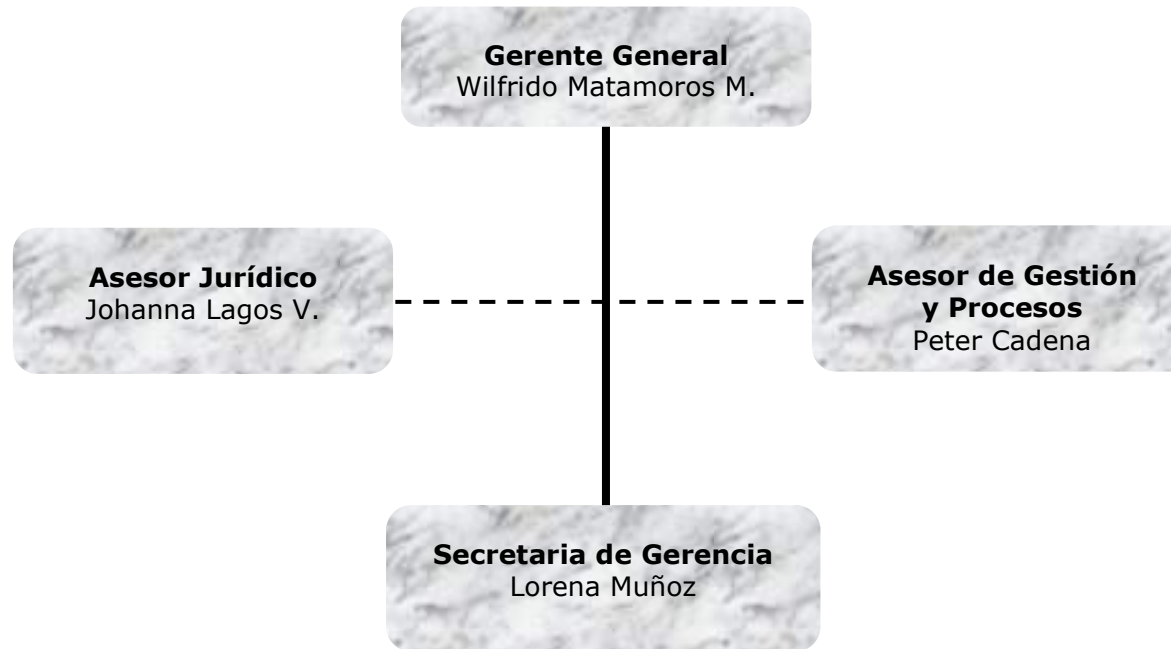 Gerente General
Wilfrido Matamoros M.
Asesor Jurídico
Johanna Lagos V.
Asesor de Gestión
y Procesos
Peter Cadena
Secretaria de Gerencia
Lorena Muñoz